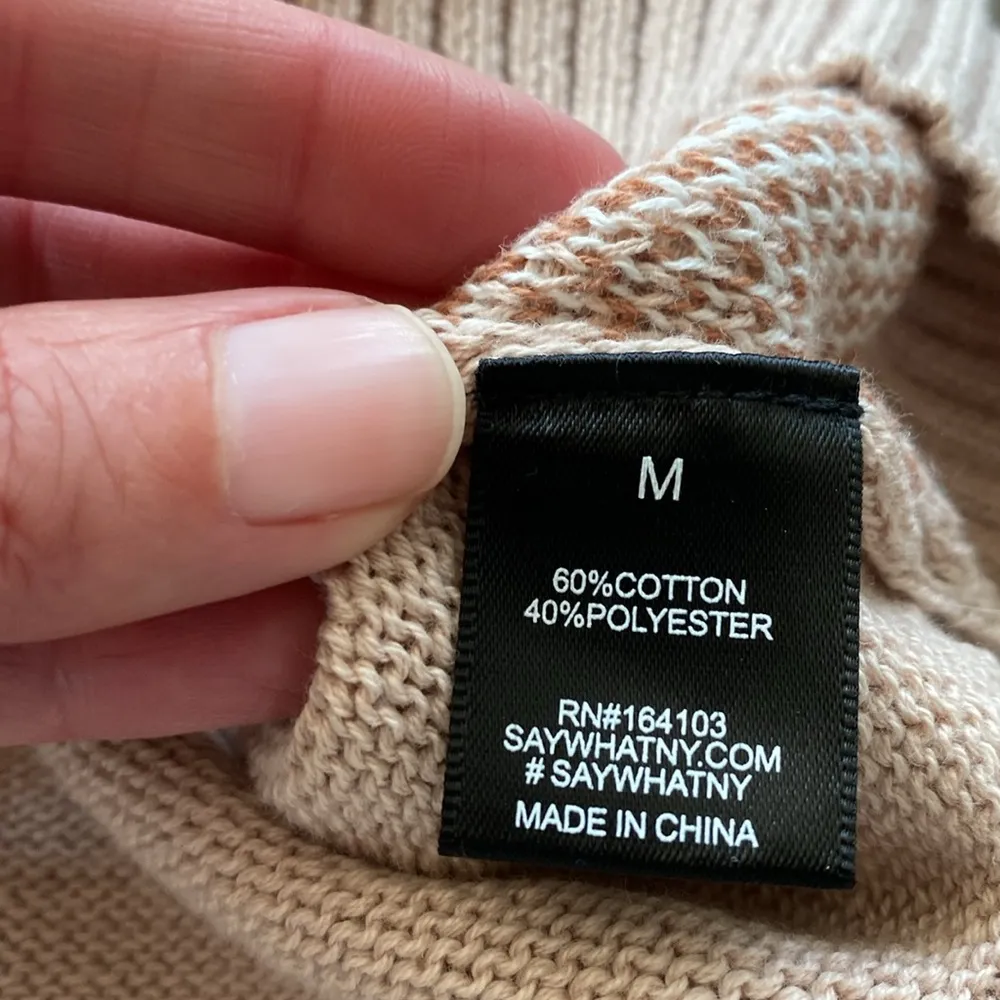 M
60%COTTON
40%POLYESTER
RN#164103
SAYWHATNY.COM
# SAYWHATNY
MADE IN CHINA